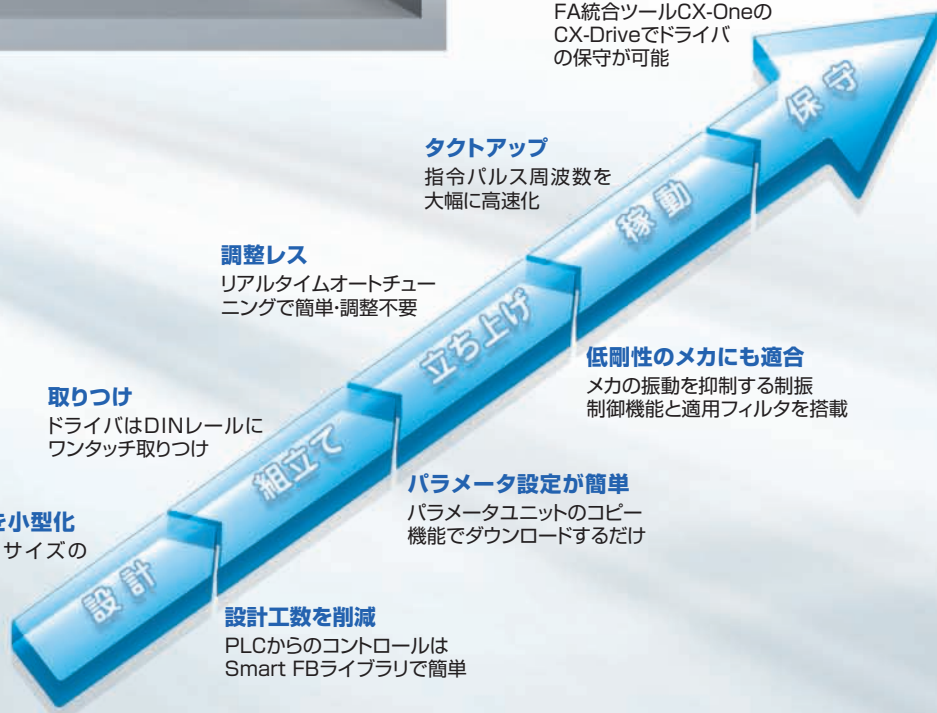 FA統合ツールCX-Oneの
CX-Driveでドライバ
の保守が可能
保守
タクトアップ
指令パルス周波数を
大幅に高速化
稼動
調整レス
リアルタイムオートチュー
ニングで簡単・調整不要
立ち上げ
低剛性のメカにも適合
メカの振動を抑制する制振
制御機能と適用フィルタを搭載
取りつけ
ドライバはDINレールに
ワンタッチ取りつけ
組立て
パラメータ設定が簡単
パラメータユニットのコピー
機能でダウンロードするだけ
を小型化
サイズの
設計
設計工数を削減
PLCからのコントロールは
Smart FBライブラリで簡単